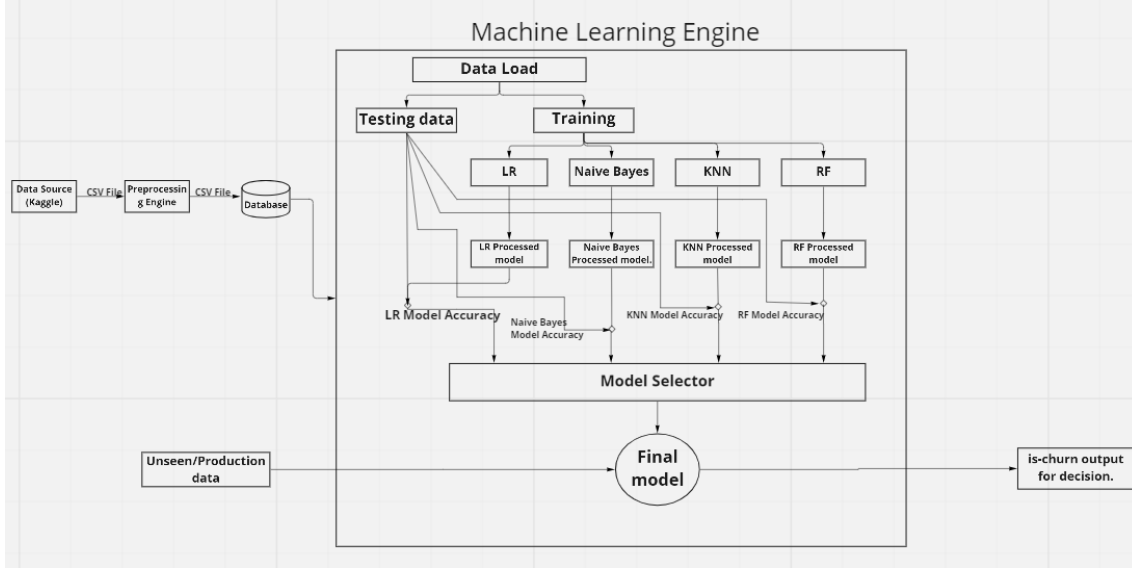 Machine Learning Engine
Data Load
Testing data
Training
LR
Naive Bayes
KNN
RF
Data Source
(Kaggle)
CSV File
Preprocessin
g Engine
CSV File
Database
LR Processed
model
Naive Bayes
Processed model.
KNN Processed
model
RF Processed
model
LR Model Accuracy
Naive Bayes
Model Accuracy
KNN Model Accuracy
RF Model Accuracy
Model Selector
Unseen/Production
data
Final
model
is-churn output
for decision.